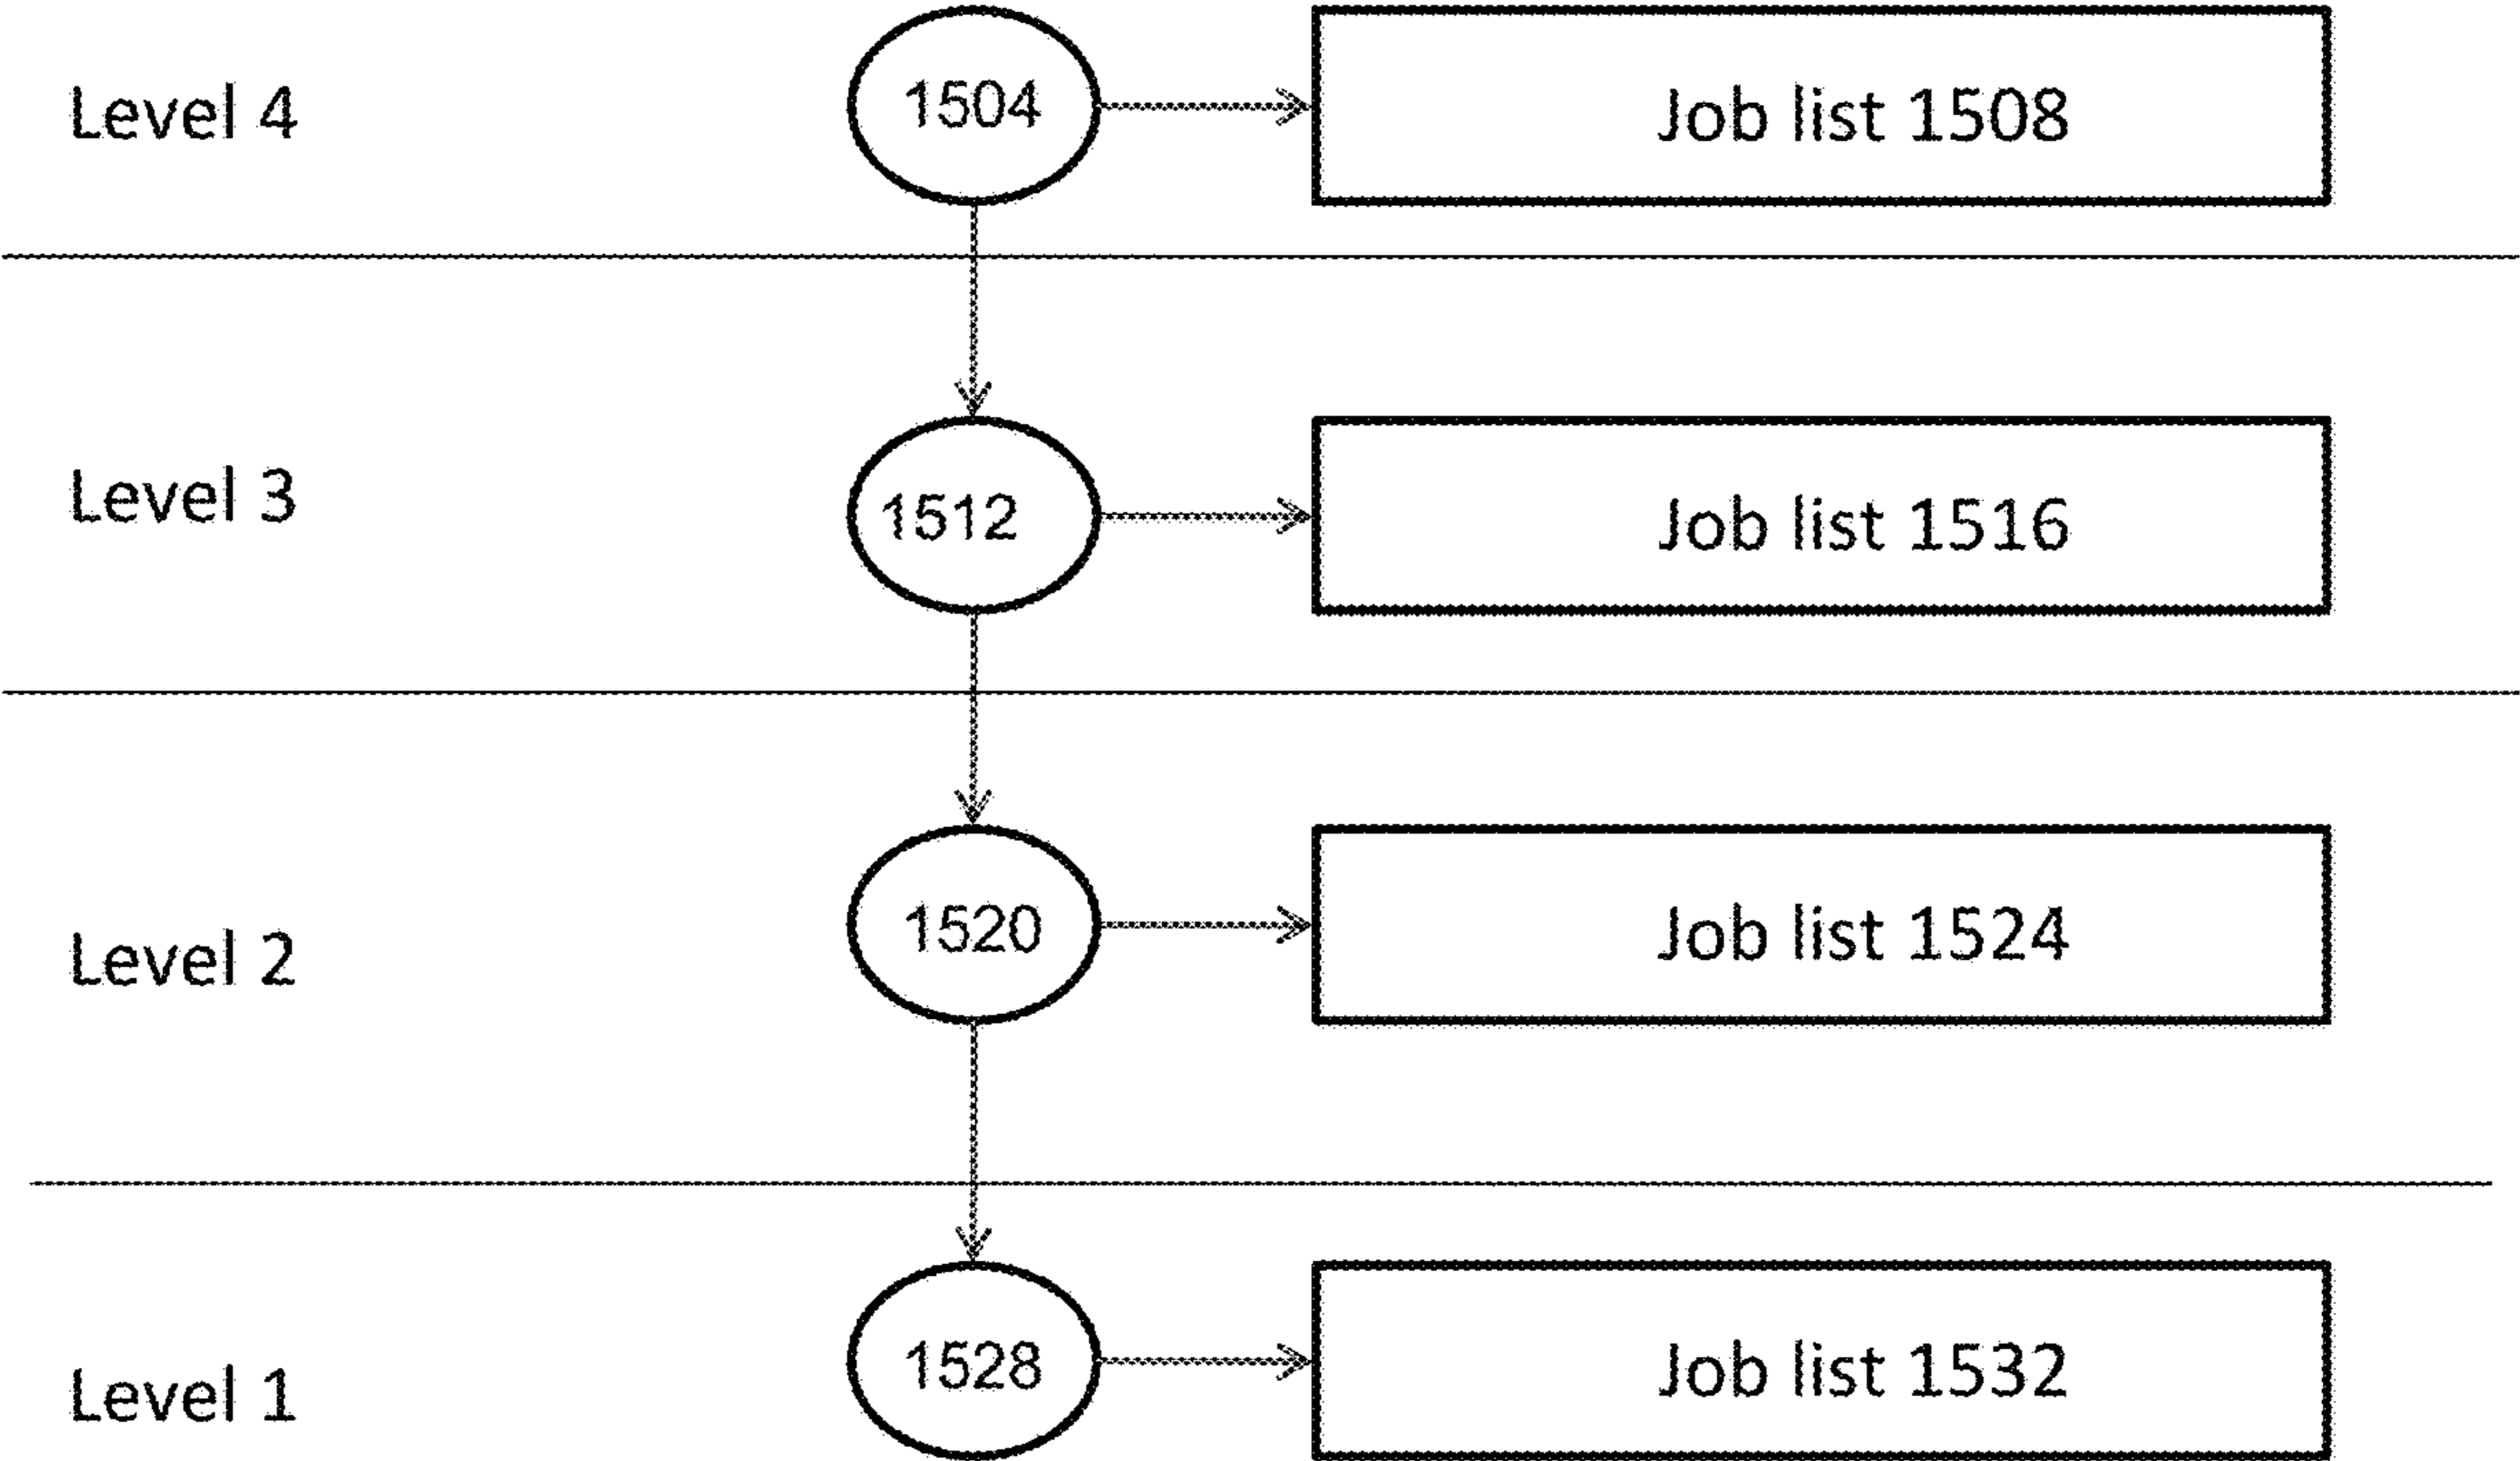 Level 4
1504
Job list 1508
Level 3
1512
Job list 1516
Level 2
1520
Job list 1524
Level 1
1528
Job list 1532